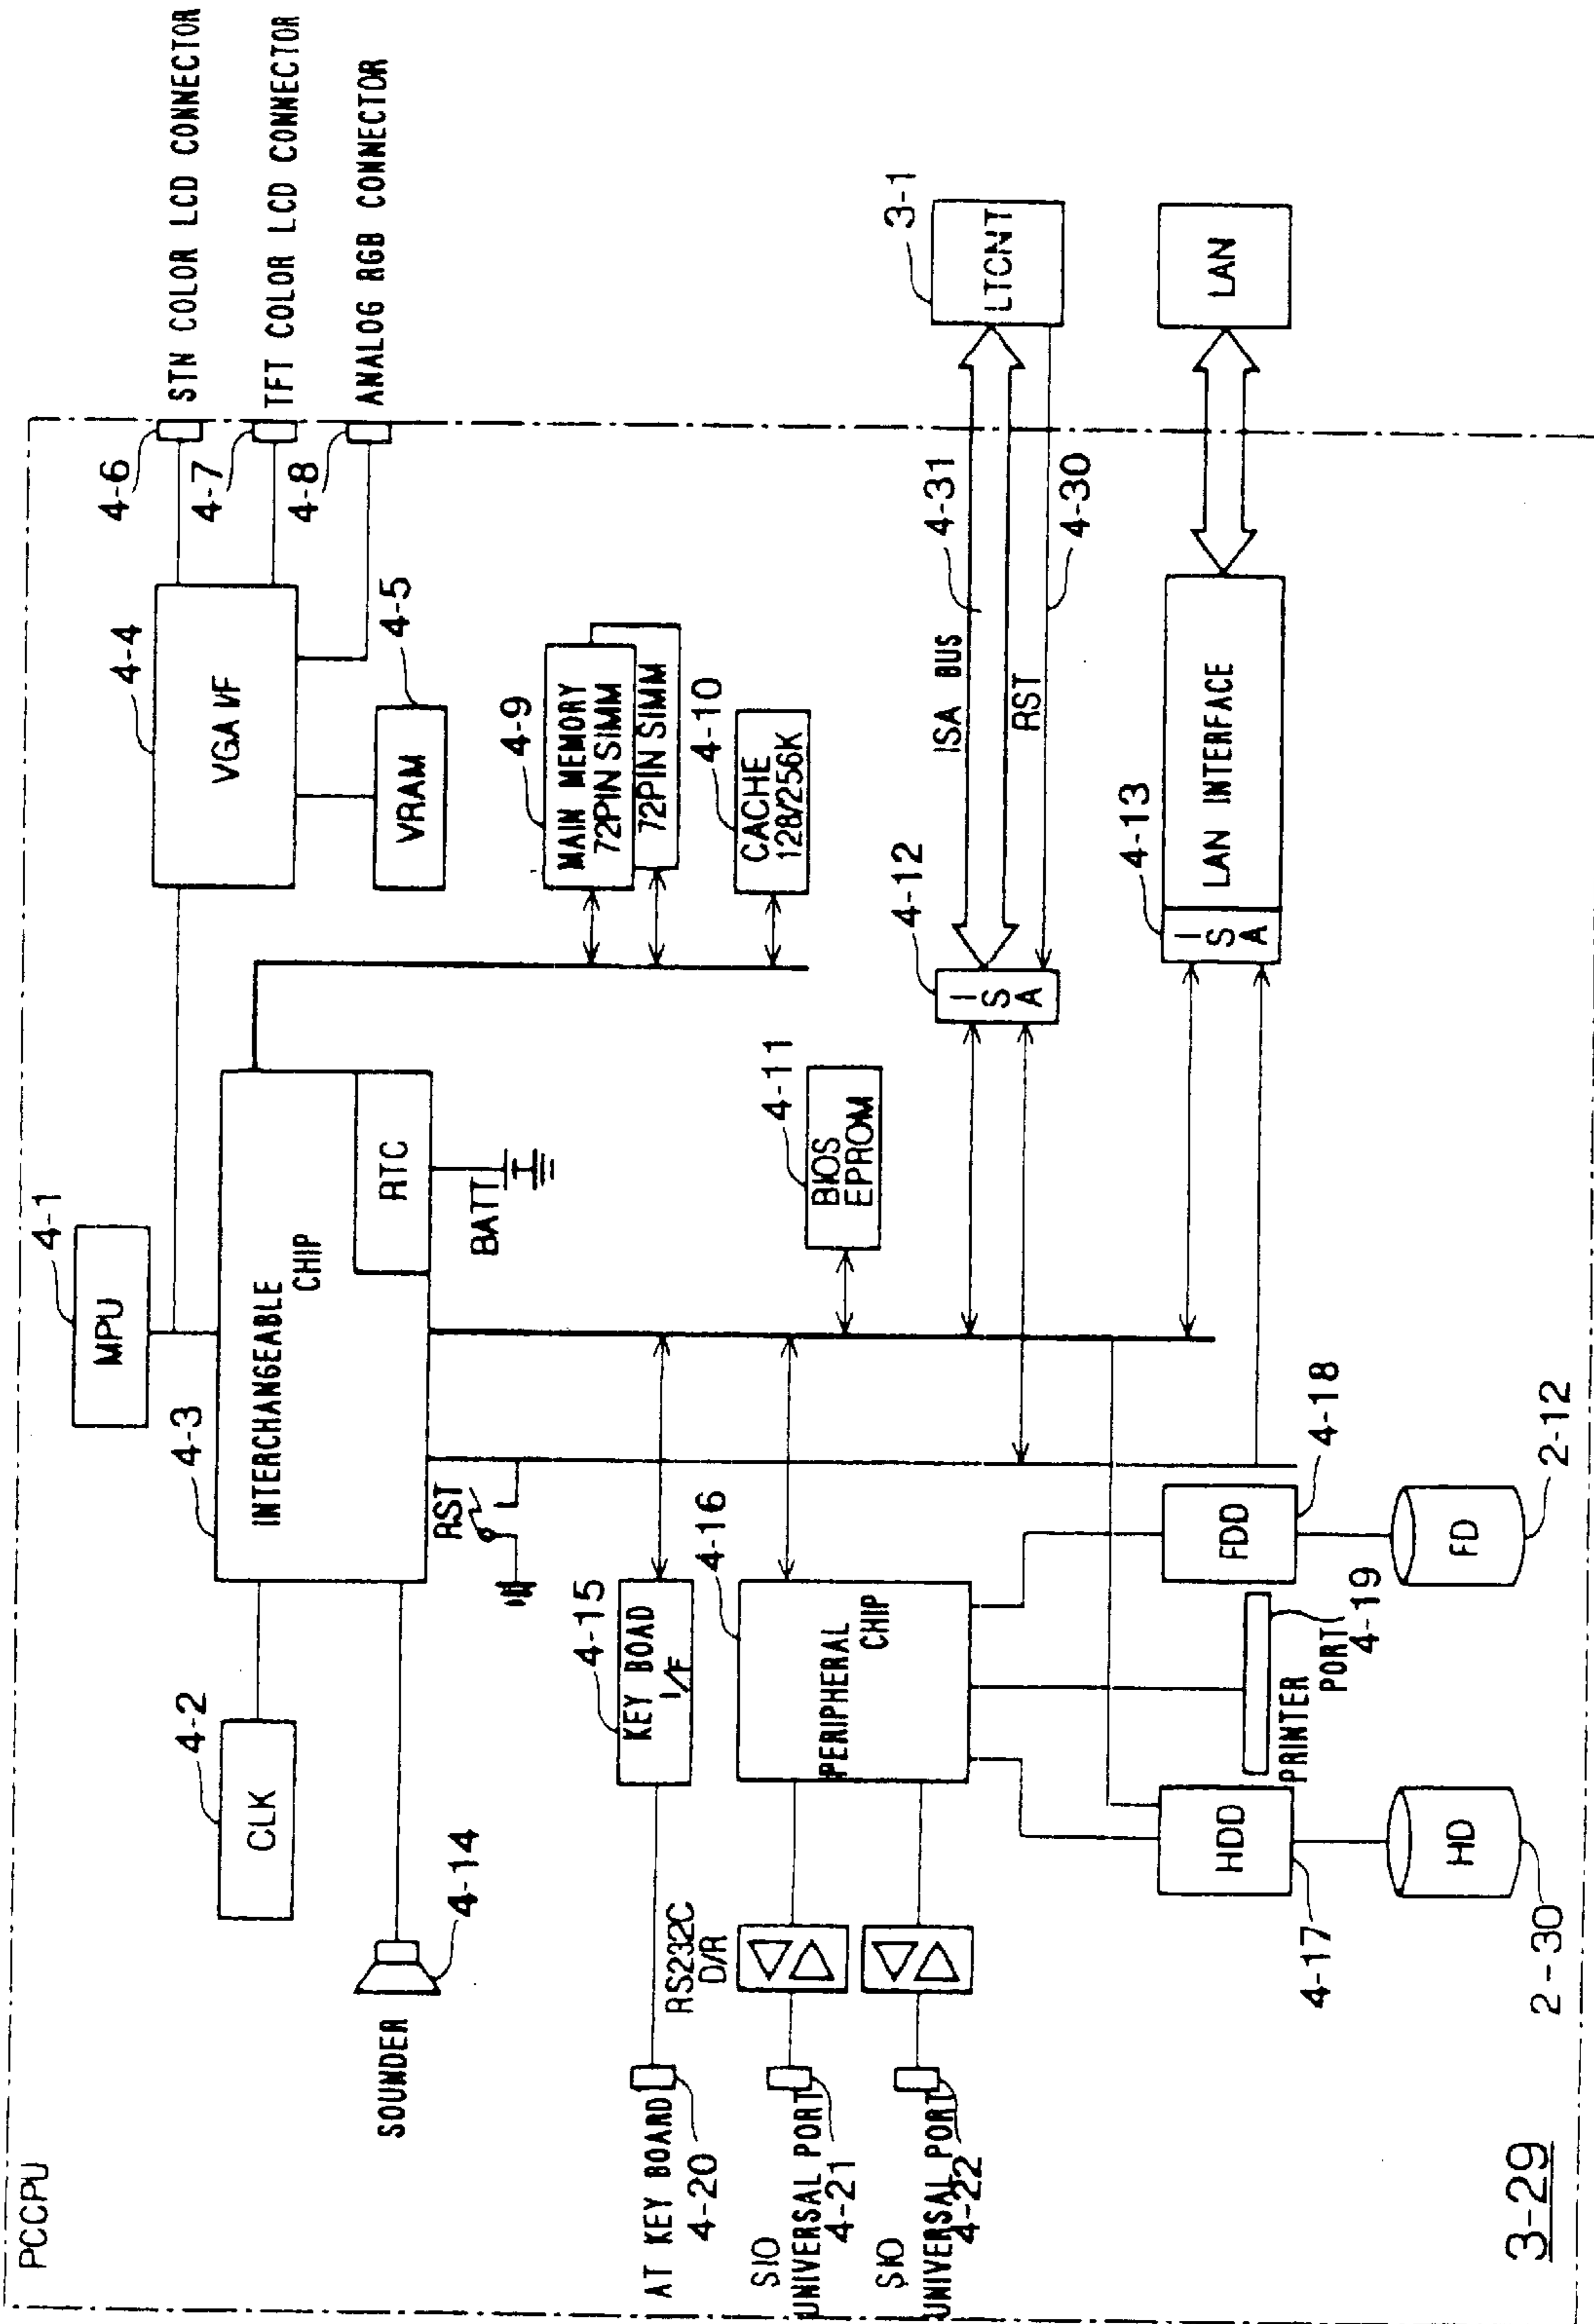 PCCPU
4-1
MPU
4-2
CLK
4-3
INTERCHANGEABLE
CHIP
RTC
BATT
RST
4-14
SOUNDER
4-4
VGA I/F
4-5
VRAM
4-6
STN COLOR LCD CONNECTOR
4-7
TFT COLOR LCD CONNECTOR
4-8
ANALOG RGB CONNECTOR
4-9
MAIN MEMORY
72PIN SIMM
72PIN SIMM
4-10
CACHE
128/256K
4-11
BIOS
EPROM
4-15
KEY BOAD
I/F
AT KEY BOARD
4-20
RS232C
D/R
SIO
UNIVERSAL PORT
4-21
SIO
UNIVERSAL PORT
4-22
4-16
PERIPHERAL
CHIP
4-12
ISA
ISA BUS
4-31
RST
4-30
3-1
LTCNT
4-13
ISA
LAN INTERFACE
LAN
HDD
4-17
HD
2-30
PRINTER
PORT
4-19
FDD
4-18
FD
2-12
3-29